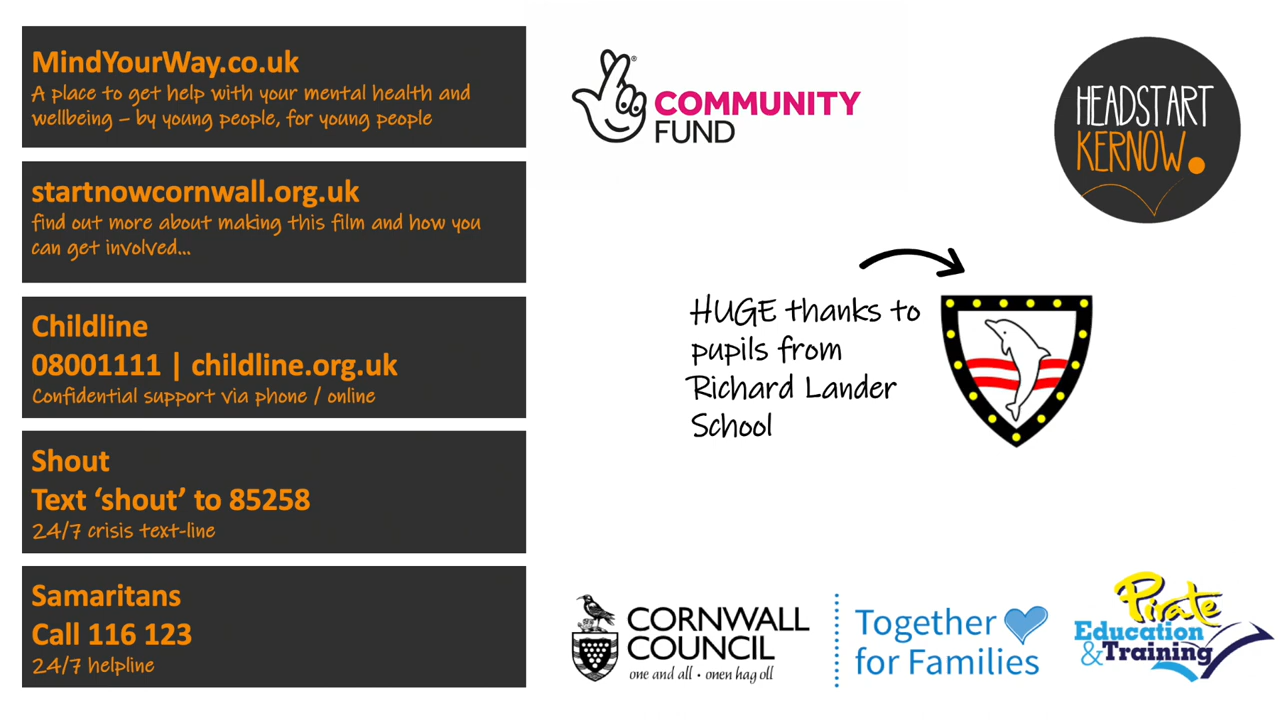 MindYourWay.co.uk
A place to get help with your mental health and
wellbeing – by young people, for young people
startnowcornwall.org.uk
find out more about making this film and how you
can get involved...
Childline
08001111 | childline.org.uk
Confidential support via phone / online
Shout
Text ‘shout’ to 85258
24/7 crisis text-line
Samaritans
Call 116 123
24/7 helpline
COMMUNITY
FUND
HEADSTART
KERNOW.
HUGE thanks to
pupils from
Richard Lander
School
CORNWALL
COUNCIL
one and all • onen hag oll
Together
for Families
Pirate
Education
&Training